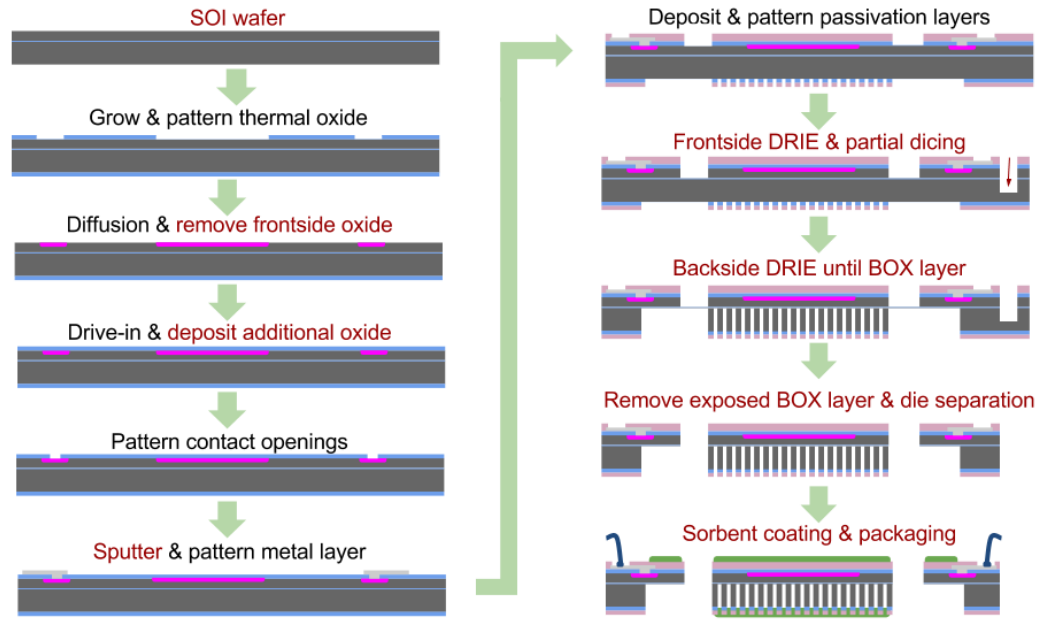 SOI wafer
Grow & pattern thermal oxide
Diffusion & remove frontside oxide
Drive-in & deposit additional oxide
Pattern contact openings
Sputter & pattern metal layer
Deposit & pattern passivation layers
Frontside DRIE & partial dicing
Backside DRIE until BOX layer
Remove exposed BOX layer & die separation
Sorbent coating & packaging